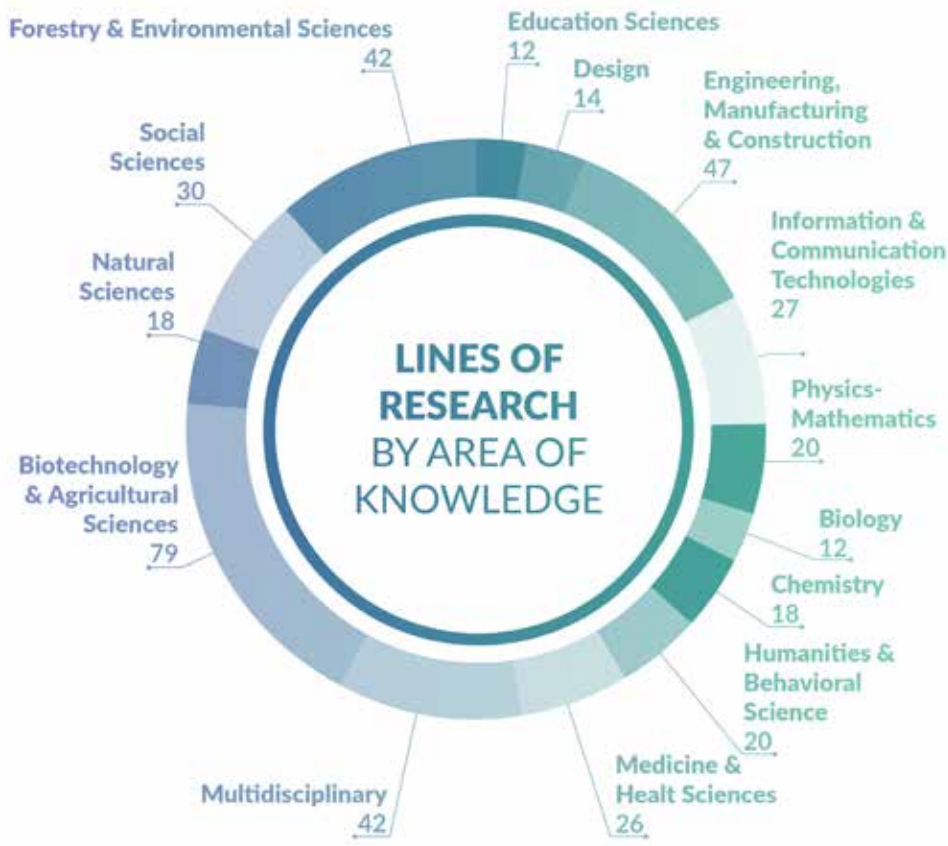 LINES OF
RESEARCH
BY AREA OF
KNOWLEDGE
Education Sciences
12
Design
14
Engineering,
Manufacturing
& Construction
47
Information &
Communication
Technologies
27
Physics-
Mathematics
20
Biology
12
Chemistry
18
Humanities &
Behavioral
Science
20
Medicine &
Healt Sciences
26
Multidisciplinary
42
Biotechnology
& Agricultural
Sciences
79
Natural
Sciences
18
Social
Sciences
30
Forestry & Environmental Sciences
42